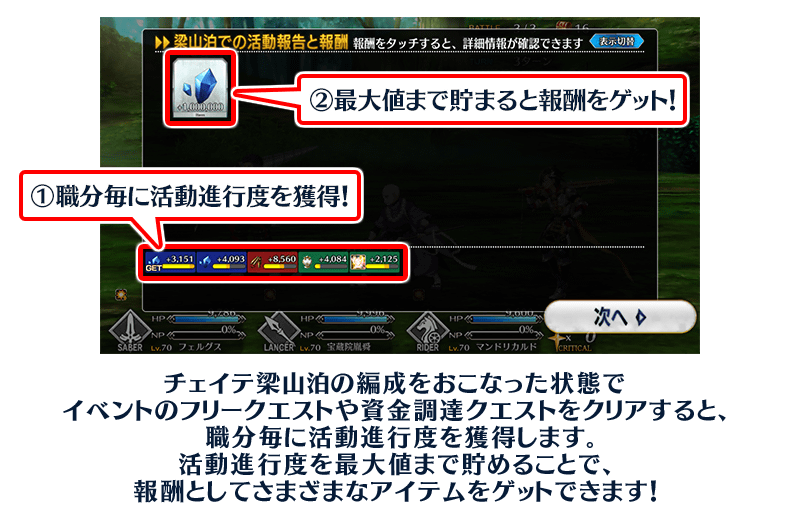 BATTLE 3/3 16
梁山泊での活動報告と報酬 報酬をタッチすると、詳細情報が確認できます 表示切替
+1,000,000
②最大値まで貯まると報酬をゲット!
①職分毎に活動進行度を獲得!
+3,151 +4,093 +8,560 +4,084 +2,125
GET
次へ
HP HP HP
NP 0% NP 0% NP 0%
SABER Lv.70 フェルグス LANCER Lv.70 宝蔵院胤舜 RIDER Lv.70 マンドリカルド x 0
CRITICAL
チェイテ梁山泊の編成をおこなった状態で
イベントのフリークエストや資金調達クエストをクリアすると、
職分毎に活動進行度を獲得します。
活動進行度を最大値まで貯めることで、
報酬としてさまざまなアイテムをゲットできます!